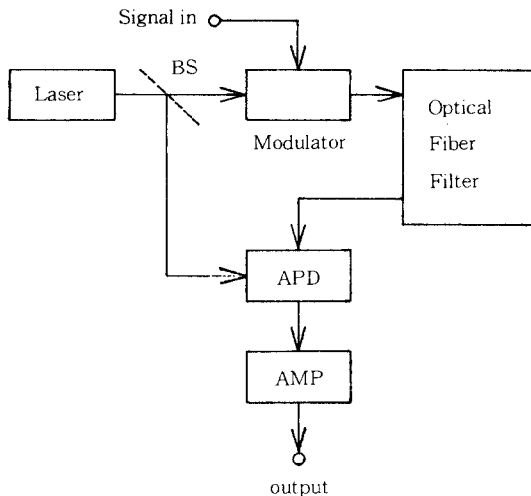 Signal in
BS
Laser
Modulator
Optical
Fiber
Filter
APD
AMP
output